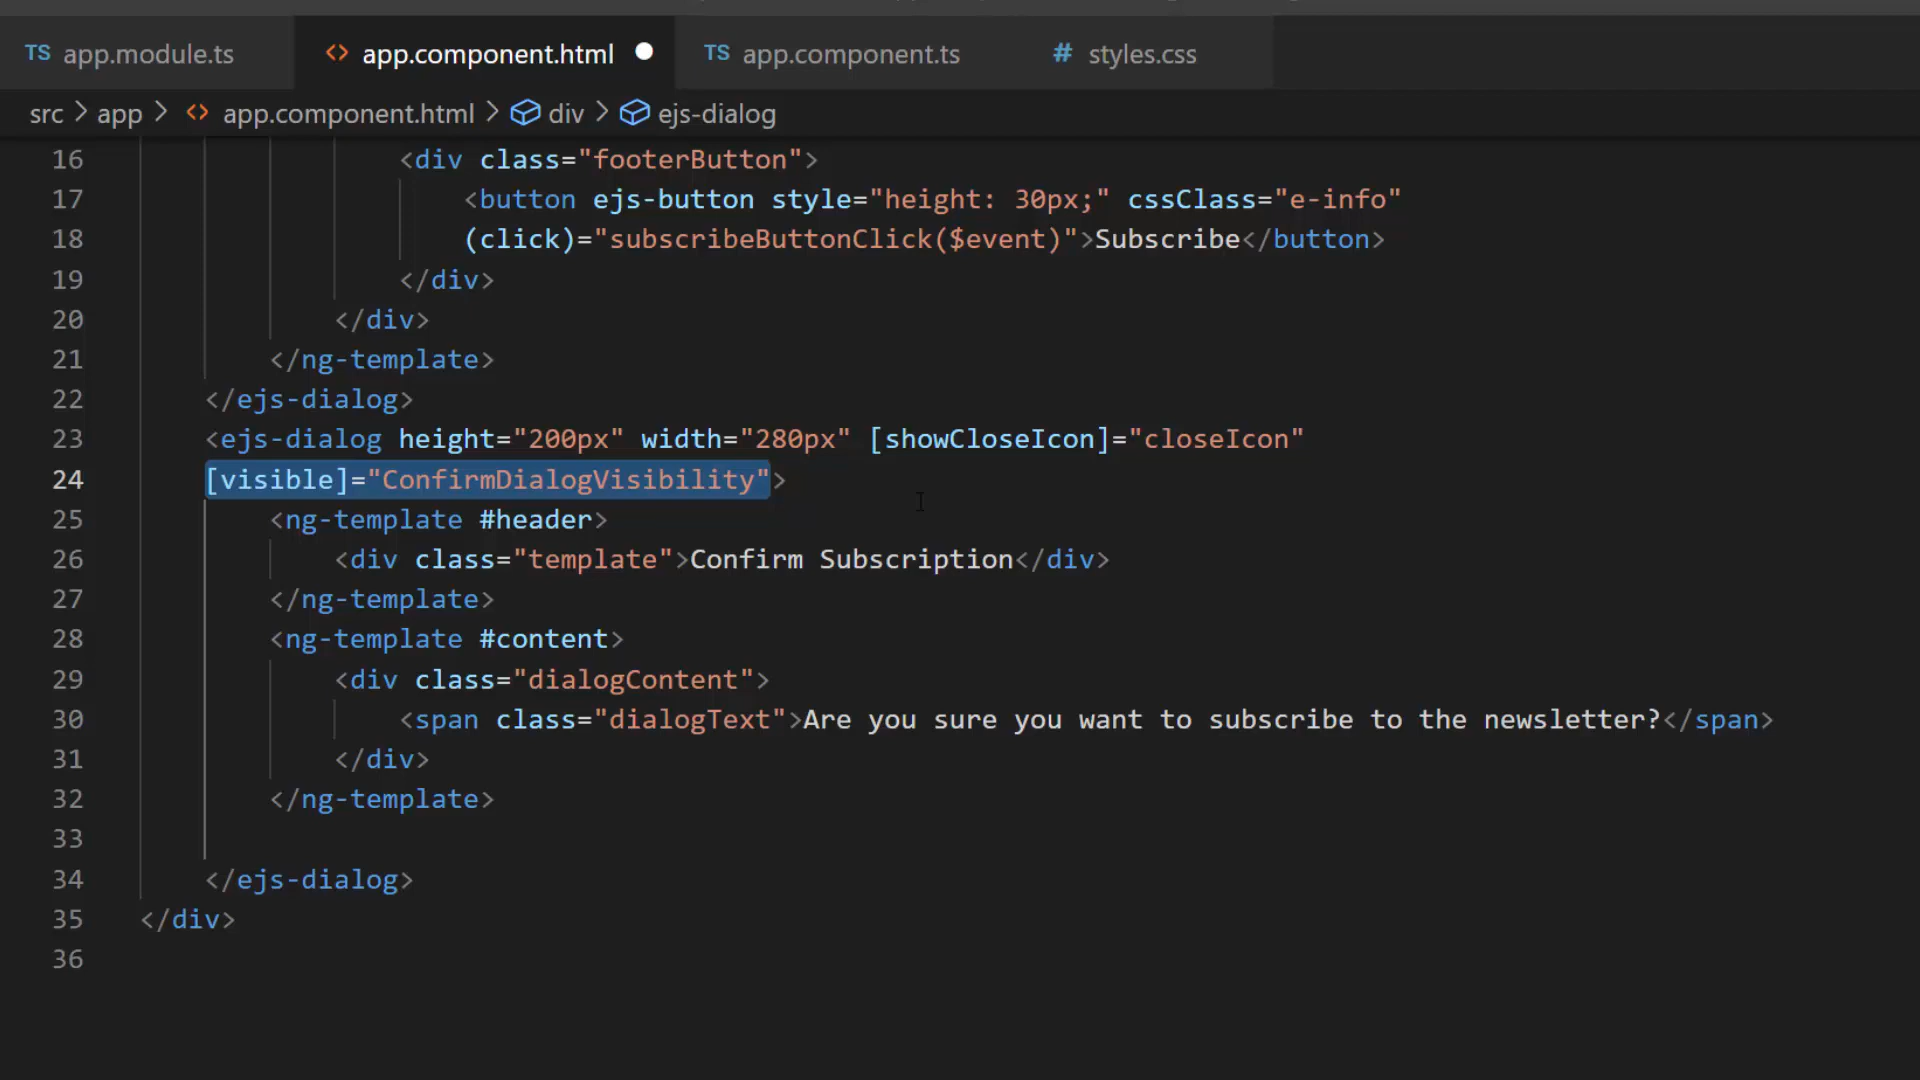 TS app.module.ts <> app.component.html TS app.component.ts # styles.css
src > app > <> app.component.html > div > ejs-dialog
16 <div class="footerButton">
17 <button ejs-button style="height: 30px;" cssClass="e-info"
18 (click)="subscribeButtonClick($event)">Subscribe</button>
19 </div>
20 </div>
21 </ng-template>
22 </ejs-dialog>
23 <ejs-dialog height="200px" width="280px" [showCloseIcon]="closeIcon"
24 [visible]="ConfirmDialogVisibility">
25 <ng-template #header>
26 <div class="template">Confirm Subscription</div>
27 </ng-template>
28 <ng-template #content>
29 <div class="dialogContent">
30 <span class="dialogText">Are you sure you want to subscribe to the newsletter?</span>
31 </div>
32 </ng-template>
33
34 </ejs-dialog>
35 </div>
36